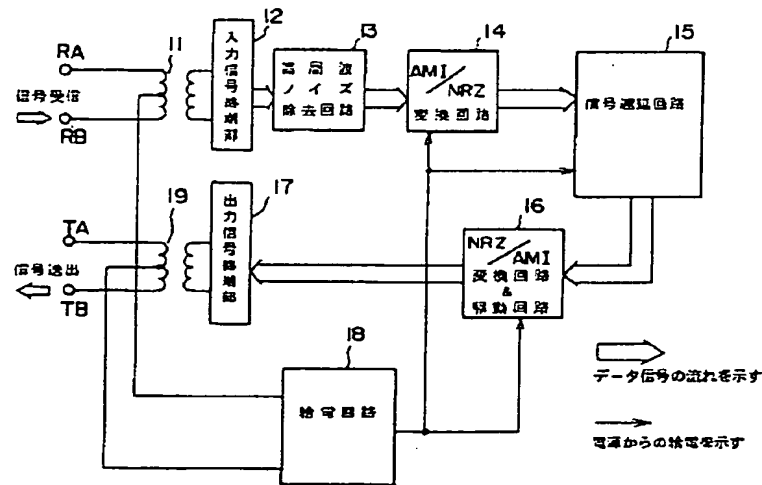 RA
信号受信
RB
11
12
入力信号路端部
13
高周波
ノイズ
除去回路
14
AMI/NRZ
変換回路
15
信号遅延回路
TA
信号送出
TB
19
17
出力信号路端部
16
NRZ/AMI
変換回路
&
駆動回路
18
給電回路
データ信号の流れを示す
電源からの給電を示す